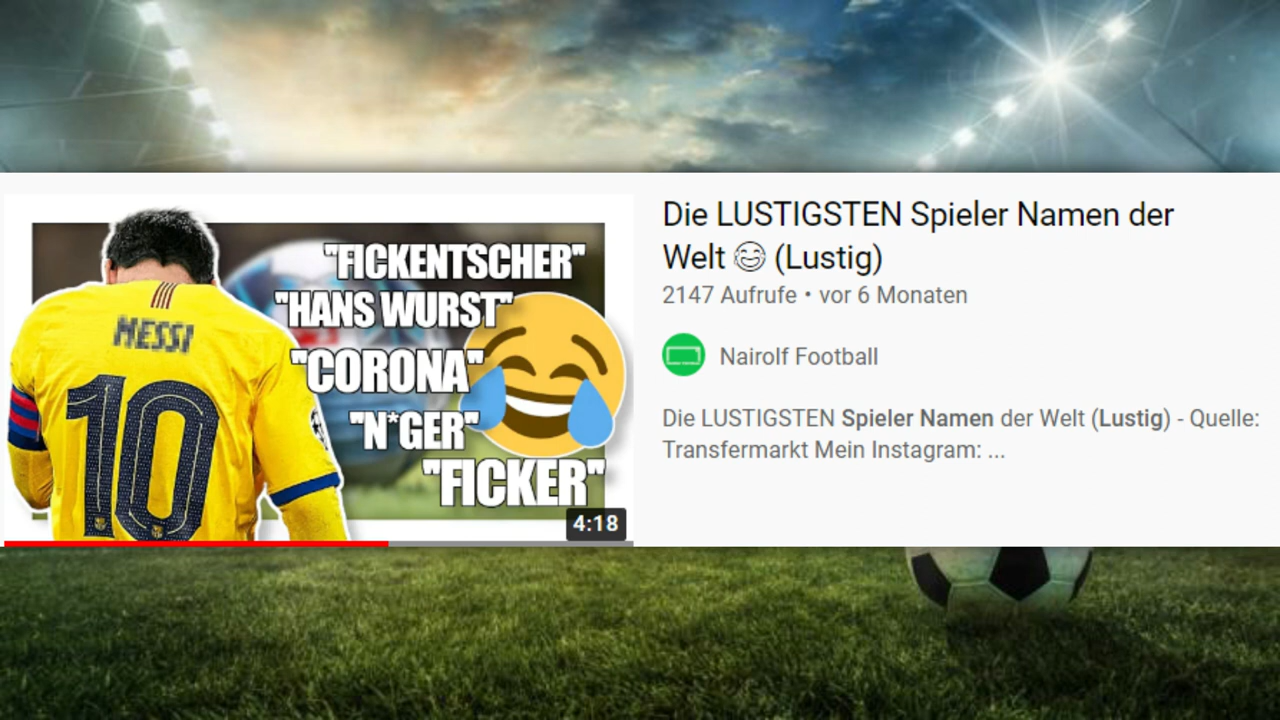 "FICKENTSCHER"
"HANS WURST"
"CORONA"
"N*GER"
"FICKER"
MESSI
10
4:18
Die LUSTIGSTEN Spieler Namen der
Welt 😂 (Lustig)
2147 Aufrufe • vor 6 Monaten
Nairolf Football
Die LUSTIGSTEN Spieler Namen der Welt (Lustig) - Quelle:
Transfermarkt Mein Instagram: ...